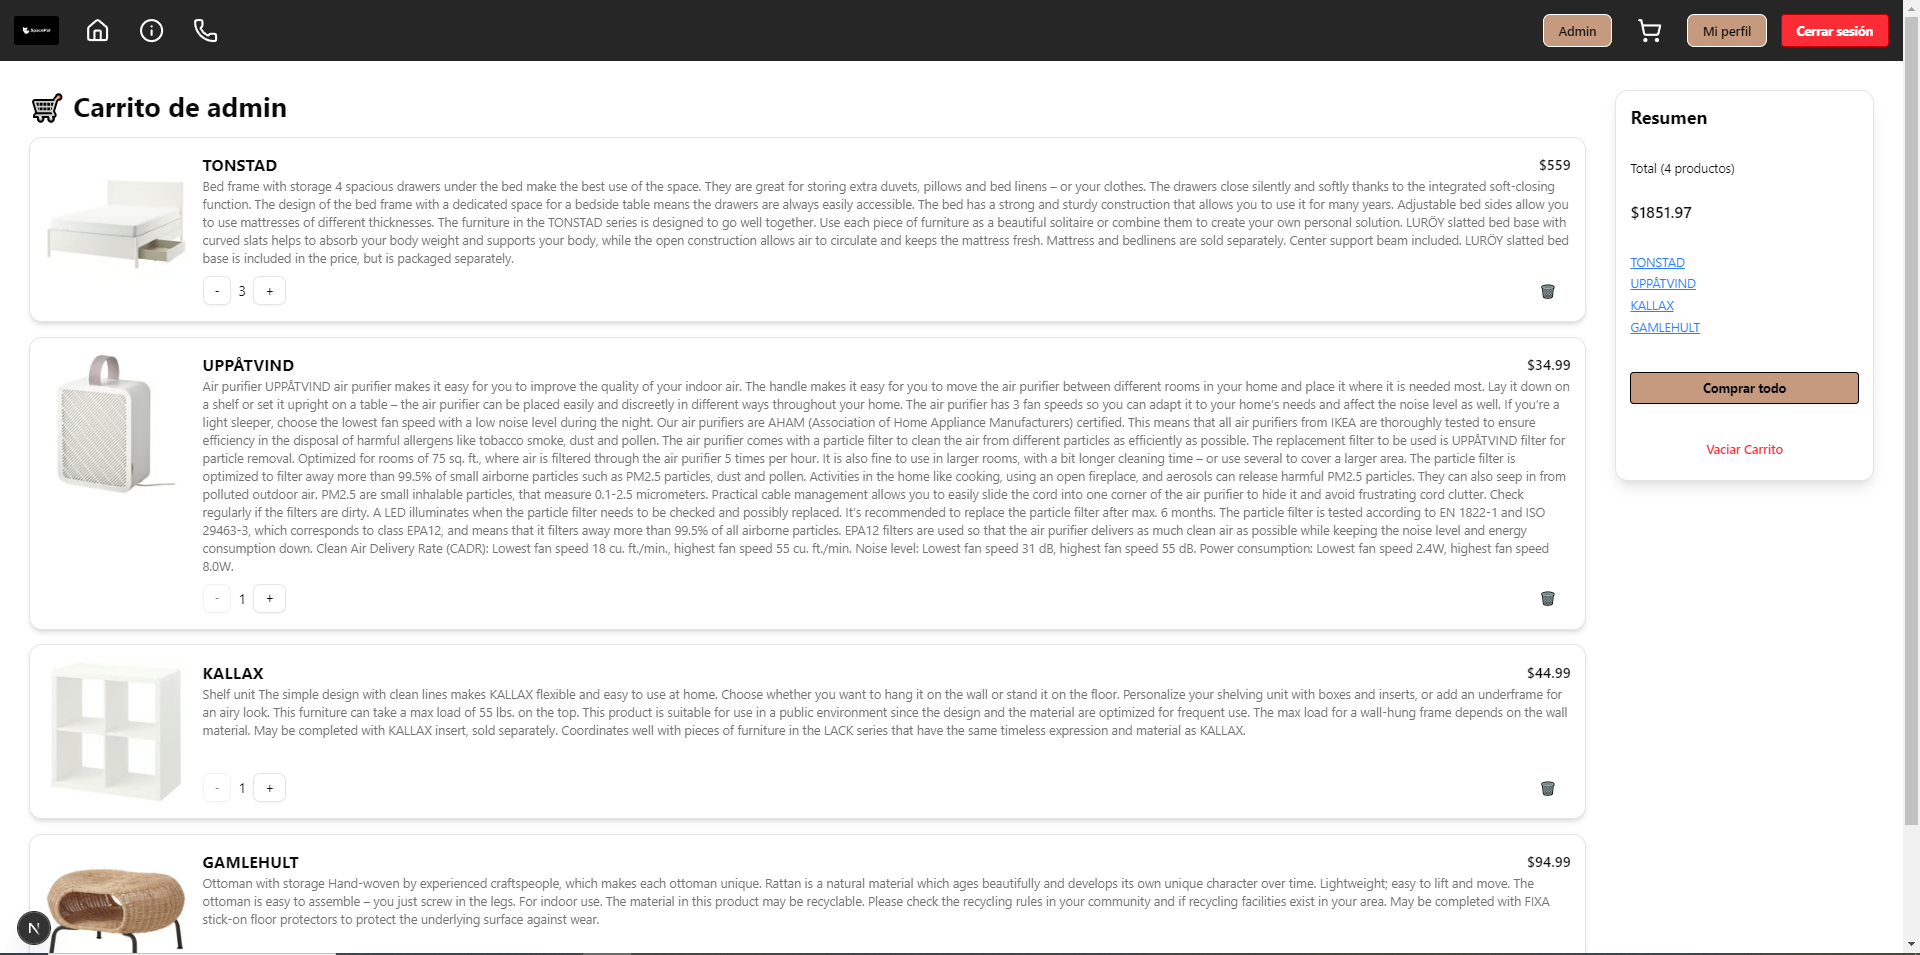 SpacePal
Admin
Mi perfil
Cerrar sesión
Carrito de admin
TONSTAD
$559
Bed frame with storage 4 spacious drawers under the bed make the best use of the space. They are great for storing extra duvets, pillows and bed linens – or your clothes. The drawers close silently and softly thanks to the integrated soft-closing
function. The design of the bed frame with a dedicated space for a bedside table means the drawers are always easily accessible. The bed has a strong and sturdy construction that allows you to use it for many years. Adjustable bed sides allow you
to use mattresses of different thicknesses. The furniture in the TONSTAD series is designed to go well together. Use each piece of furniture as a beautiful solitaire or combine them to create your own personal solution. LURÖY slatted bed base with
curved slats helps to absorb your body weight and supports your body, while the open construction allows air to circulate and keeps the mattress fresh. Mattress and bedlinens are sold separately. Center support beam included. LURÖY slatted bed
base is included in the price, but is packaged separately.
- 3 +
UPPÅTVIND
$34.99
Air purifier UPPÅTVIND air purifier makes it easy for you to improve the quality of your indoor air. The handle makes it easy for you to move the air purifier between different rooms in your home and place it where it is needed most. Lay it down on
a shelf or set it upright on a table – the air purifier can be placed easily and discreetly in different ways throughout your home. The air purifier has 3 fan speeds so you can adapt it to your home's needs and affect the noise level as well. If you're a
light sleeper, choose the lowest fan speed with a low noise level during the night. Our air purifiers are AHAM (Association of Home Appliance Manufacturers) certified. This means that all air purifiers from IKEA are thoroughly tested to ensure
efficiency in the disposal of harmful allergens like tobacco smoke, dust and pollen. The air purifier comes with a particle filter to clean the air from different particles as efficiently as possible. The replacement filter to be used is UPPÅTVIND filter for
particle removal. Optimized for rooms of 75 sq. ft., where air is filtered through the air purifier 5 times per hour. It is also fine to use in larger rooms, with a bit longer cleaning time – or use several to cover a larger area. The particle filter is
optimized to filter away more than 99.5% of small airborne particles such as PM2.5 particles, dust and pollen. Activities in the home like cooking, using an open fireplace, and aerosols can release harmful PM2.5 particles. They can also seep in from
polluted outdoor air. PM2.5 are small inhalable particles, that measure 0.1-2.5 micrometers. Practical cable management allows you to easily slide the cord into one corner of the air purifier to hide it and avoid frustrating cord clutter. Check
regularly if the filters are dirty. A LED illuminates when the particle filter needs to be checked and possibly replaced. It's recommended to replace the particle filter after max. 6 months. The particle filter is tested according to EN 1822-1 and ISO
29463-3, which corresponds to class EPA12, and means that it filters away more than 99.5% of all airborne particles. EPA12 filters are used so that the air purifier delivers as much clean air as possible while keeping the noise level and energy
consumption down. Clean Air Delivery Rate (CADR): Lowest fan speed 18 cu. ft./min., highest fan speed 55 cu. ft./min. Noise level: Lowest fan speed 31 dB, highest fan speed 55 dB. Power consumption: Lowest fan speed 2.4W, highest fan speed
8.0W.
- 1 +
KALLAX
$44.99
Shelf unit The simple design with clean lines makes KALLAX flexible and easy to use at home. Choose whether you want to hang it on the wall or stand it on the floor. Personalize your shelving unit with boxes and inserts, or add an underframe for
an airy look. This furniture can take a max load of 55 lbs. on the top. This product is suitable for use in a public environment since the design and the material are optimized for frequent use. The max load for a wall-hung frame depends on the wall
material. May be completed with KALLAX insert, sold separately. Coordinates well with pieces of furniture in the LACK series that have the same timeless expression and material as KALLAX.
- 1 +
GAMLEHULT
$94.99
Ottoman with storage Hand-woven by experienced craftspeople, which makes each ottoman unique. Rattan is a natural material which ages beautifully and develops its own unique character over time. Lightweight; easy to lift and move. The
ottoman is easy to assemble – you just screw in the legs. For indoor use. The material in this product may be recyclable. Please check the recycling rules in your community and if recycling facilities exist in your area. May be completed with FIXA
stick-on floor protectors to protect the underlying surface against wear.
N
Resumen
Total (4 productos)
$1851.97
TONSTAD
UPPÅTVIND
KALLAX
GAMLEHULT
Comprar todo
Vaciar Carrito